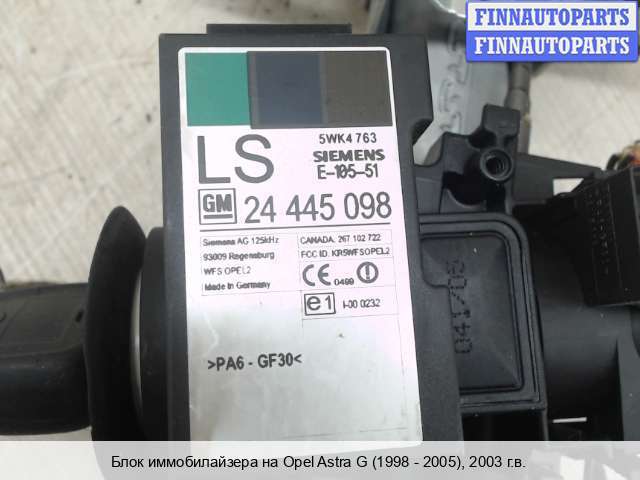 FINNAUTOPARTS
FINNAUTOPARTS
LS
5WK4 763
SIEMENS
E-105-51
GM 24 445 098
Siemens AG 125kHz
93009 Regensburg
WFS OPEL2
Made in Germany
CANADA: 267 102 722
FCC ID. KR5WFSOPEL2
CE 0499
e1 I-00 0232
>PA6 - GF30<
041/05
Блок иммобилайзера на Opel Astra G (1998 - 2005), 2003 г.в.